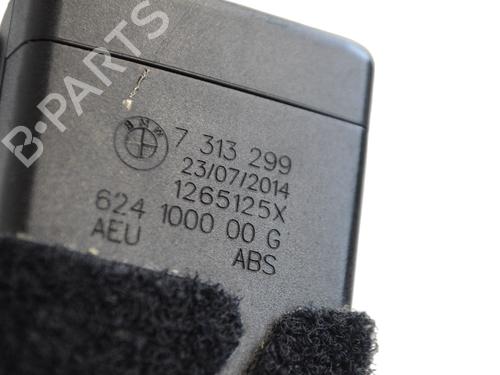 B-PARTS
BMW
7 313 299
23/07/2014
1265125X
624 1000 00 G
AEU ABS